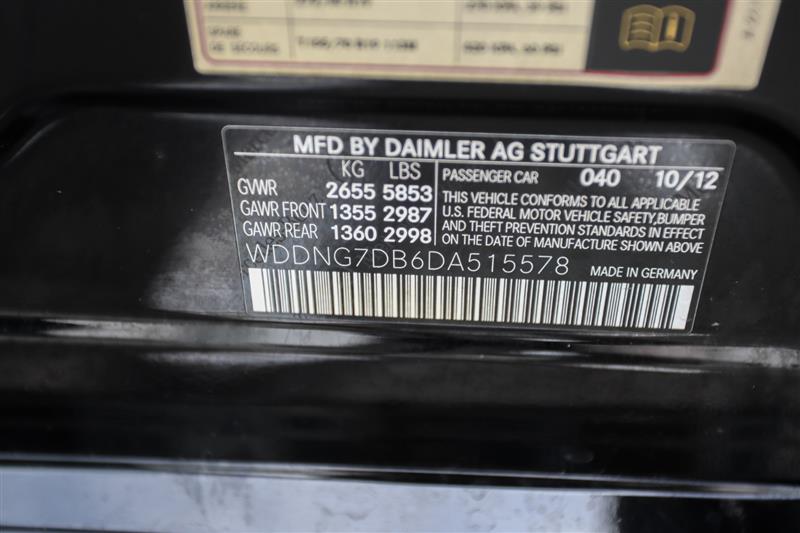 DE SECOURS
MFD BY DAIMLER AG STUTTGART
KG LBS
GVWR 2655 5853
GAWR FRONT 1355 2987
GAWR REAR 1360 2998
PASSENGER CAR 040 10/12
THIS VEHICLE CONFORMS TO ALL APPLICABLE
U.S. FEDERAL MOTOR VEHICLE SAFETY,BUMPER
AND THEFT PREVENTION STANDARDS IN EFFECT
ON THE DATE OF MANUFACTURE SHOWN ABOVE.
WDDNG7DB6DA515578
MADE IN GERMANY